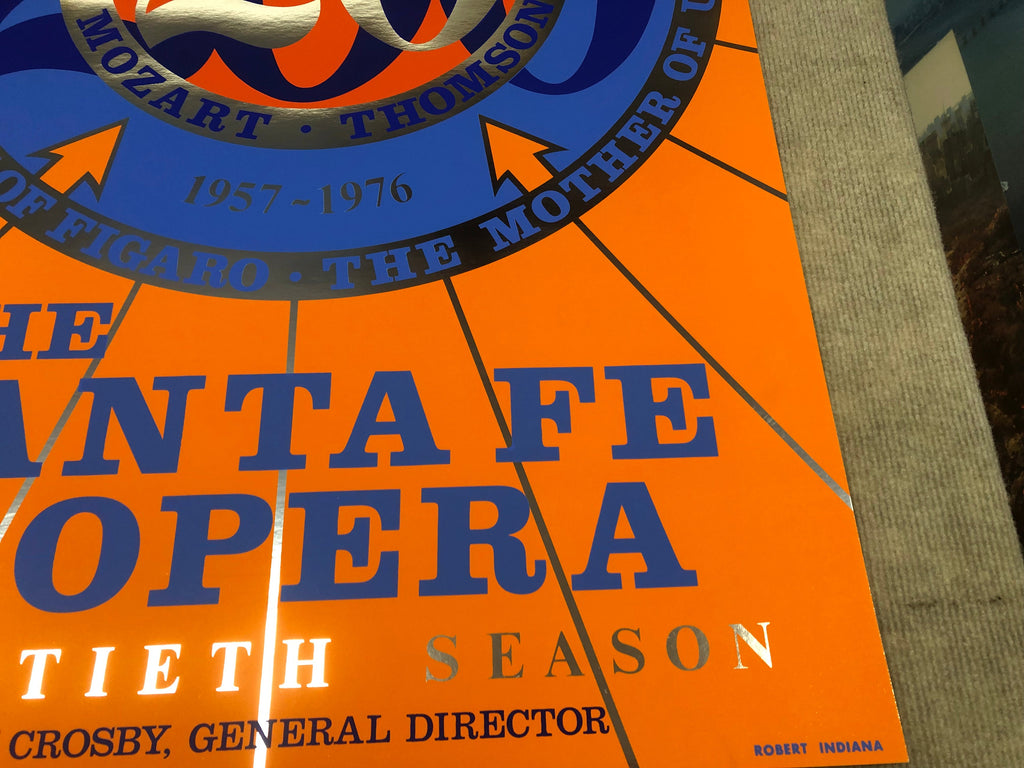 MOZART · THOMSON
1957~1976
OF FIGARO · THE MOTHER OF U
HE
ANTA FE
OPERA
TIETH SEASON
CROSBY, GENERAL DIRECTOR
ROBERT INDIANA